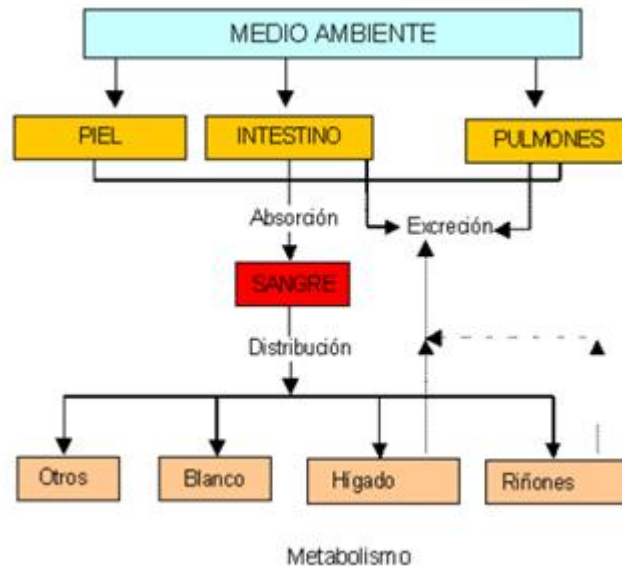 MEDIO AMBIENTE
PIEL
INTESTINO
PULMONES
Absorción
Excreción
SANGRE
Distribución
Otros
Blanco
Hígado
Riñones
Metabolismo